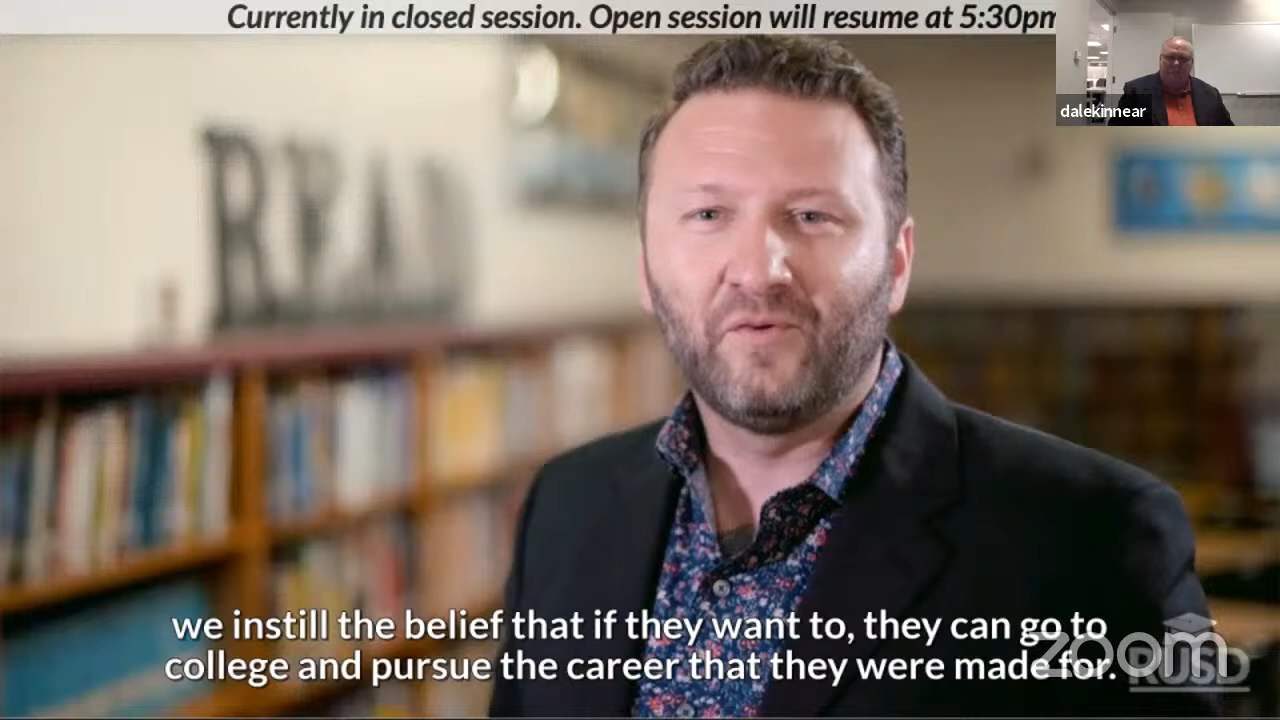 Currently in closed session. Open session will resume at 5:30pm
dalekinnear
READ
we instill the belief that if they want to, they can go to
college and pursue the career that they were made for.
zoom
RUSD